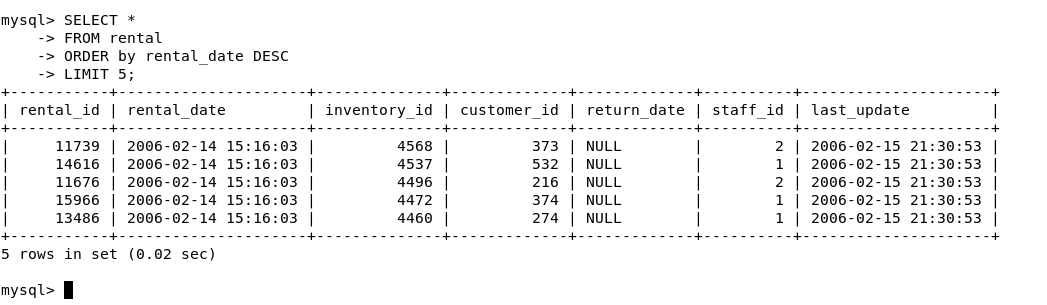 mysql> SELECT *
    -> FROM rental
    -> ORDER by rental_date DESC
    -> LIMIT 5;
+-----------+---------------------+--------------+-------------+-------------+----------+---------------------+
| rental_id | rental_date         | inventory_id | customer_id | return_date | staff_id | last_update         |
+-----------+---------------------+--------------+-------------+-------------+----------+---------------------+
|     11739 | 2006-02-14 15:16:03 |         4568 |         373 | NULL        |        2 | 2006-02-15 21:30:53 |
|     14616 | 2006-02-14 15:16:03 |         4537 |         532 | NULL        |        1 | 2006-02-15 21:30:53 |
|     11676 | 2006-02-14 15:16:03 |         4496 |         216 | NULL        |        2 | 2006-02-15 21:30:53 |
|     15966 | 2006-02-14 15:16:03 |         4472 |         374 | NULL        |        1 | 2006-02-15 21:30:53 |
|     13486 | 2006-02-14 15:16:03 |         4460 |         274 | NULL        |        1 | 2006-02-15 21:30:53 |
+-----------+---------------------+--------------+-------------+-------------+----------+---------------------+
5 rows in set (0.02 sec)

mysql>